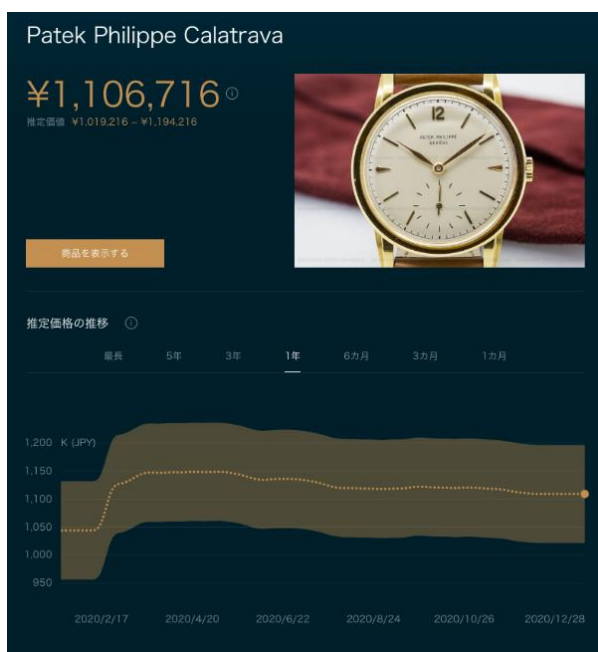 Patek Philippe Calatrava
¥1,106,716
推定価値 ¥1,019,216 – ¥1,194,216
12
PATEK PHILIPPE
GENÈVE
商品を表示する
推定価格の推移
最長 5年 3年 1年 6カ月 3カ月 1カ月
1,200 K (JPY)
1,150
1,100
1,050
1,000
950
2020/2/17 2020/4/20 2020/6/22 2020/8/24 2020/10/26 2020/12/28